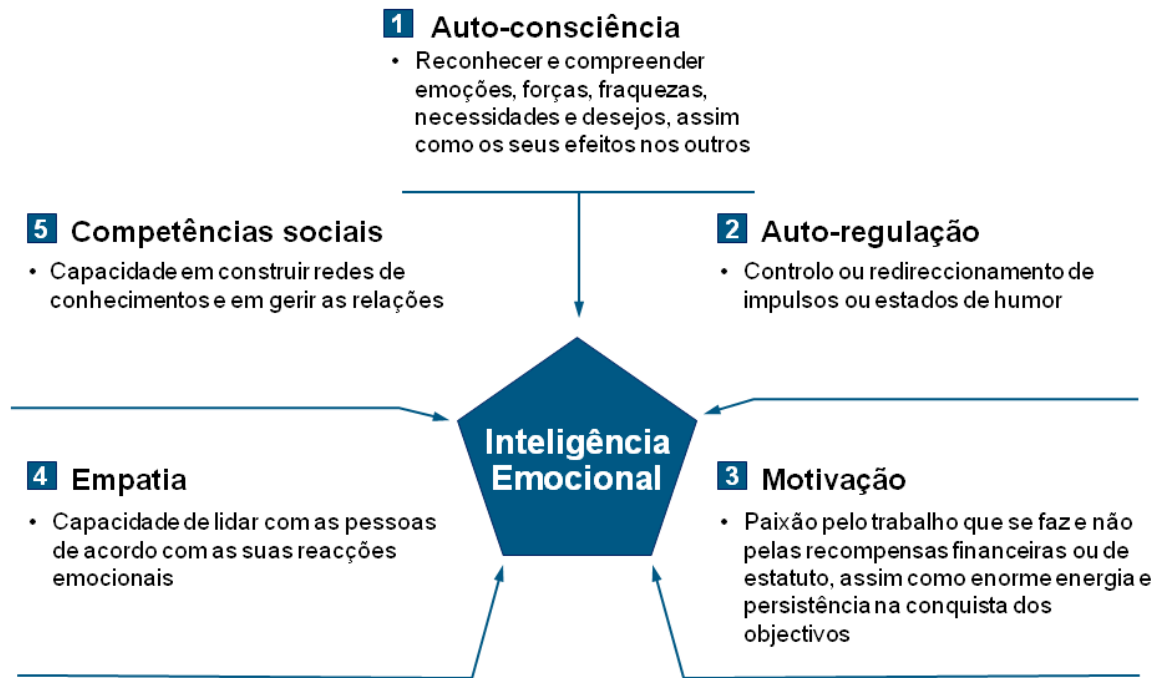 1 Auto-consciência
• Reconhecer e compreender
emoções, forças, fraquezas,
necessidades e desejos, assim
como os seus efeitos nos outros
5 Competências sociais
• Capacidade em construir redes de
conhecimentos e em gerir as relações
2 Auto-regulação
• Controlo ou redireccionamento de
impulsos ou estados de humor
Inteligência
Emocional
4 Empatia
• Capacidade de lidar com as pessoas
de acordo com as suas reacções
emocionais
3 Motivação
• Paixão pelo trabalho que se faz e não
pelas recompensas financeiras ou de
estatuto, assim como enorme energia e
persistência na conquista dos
objectivos